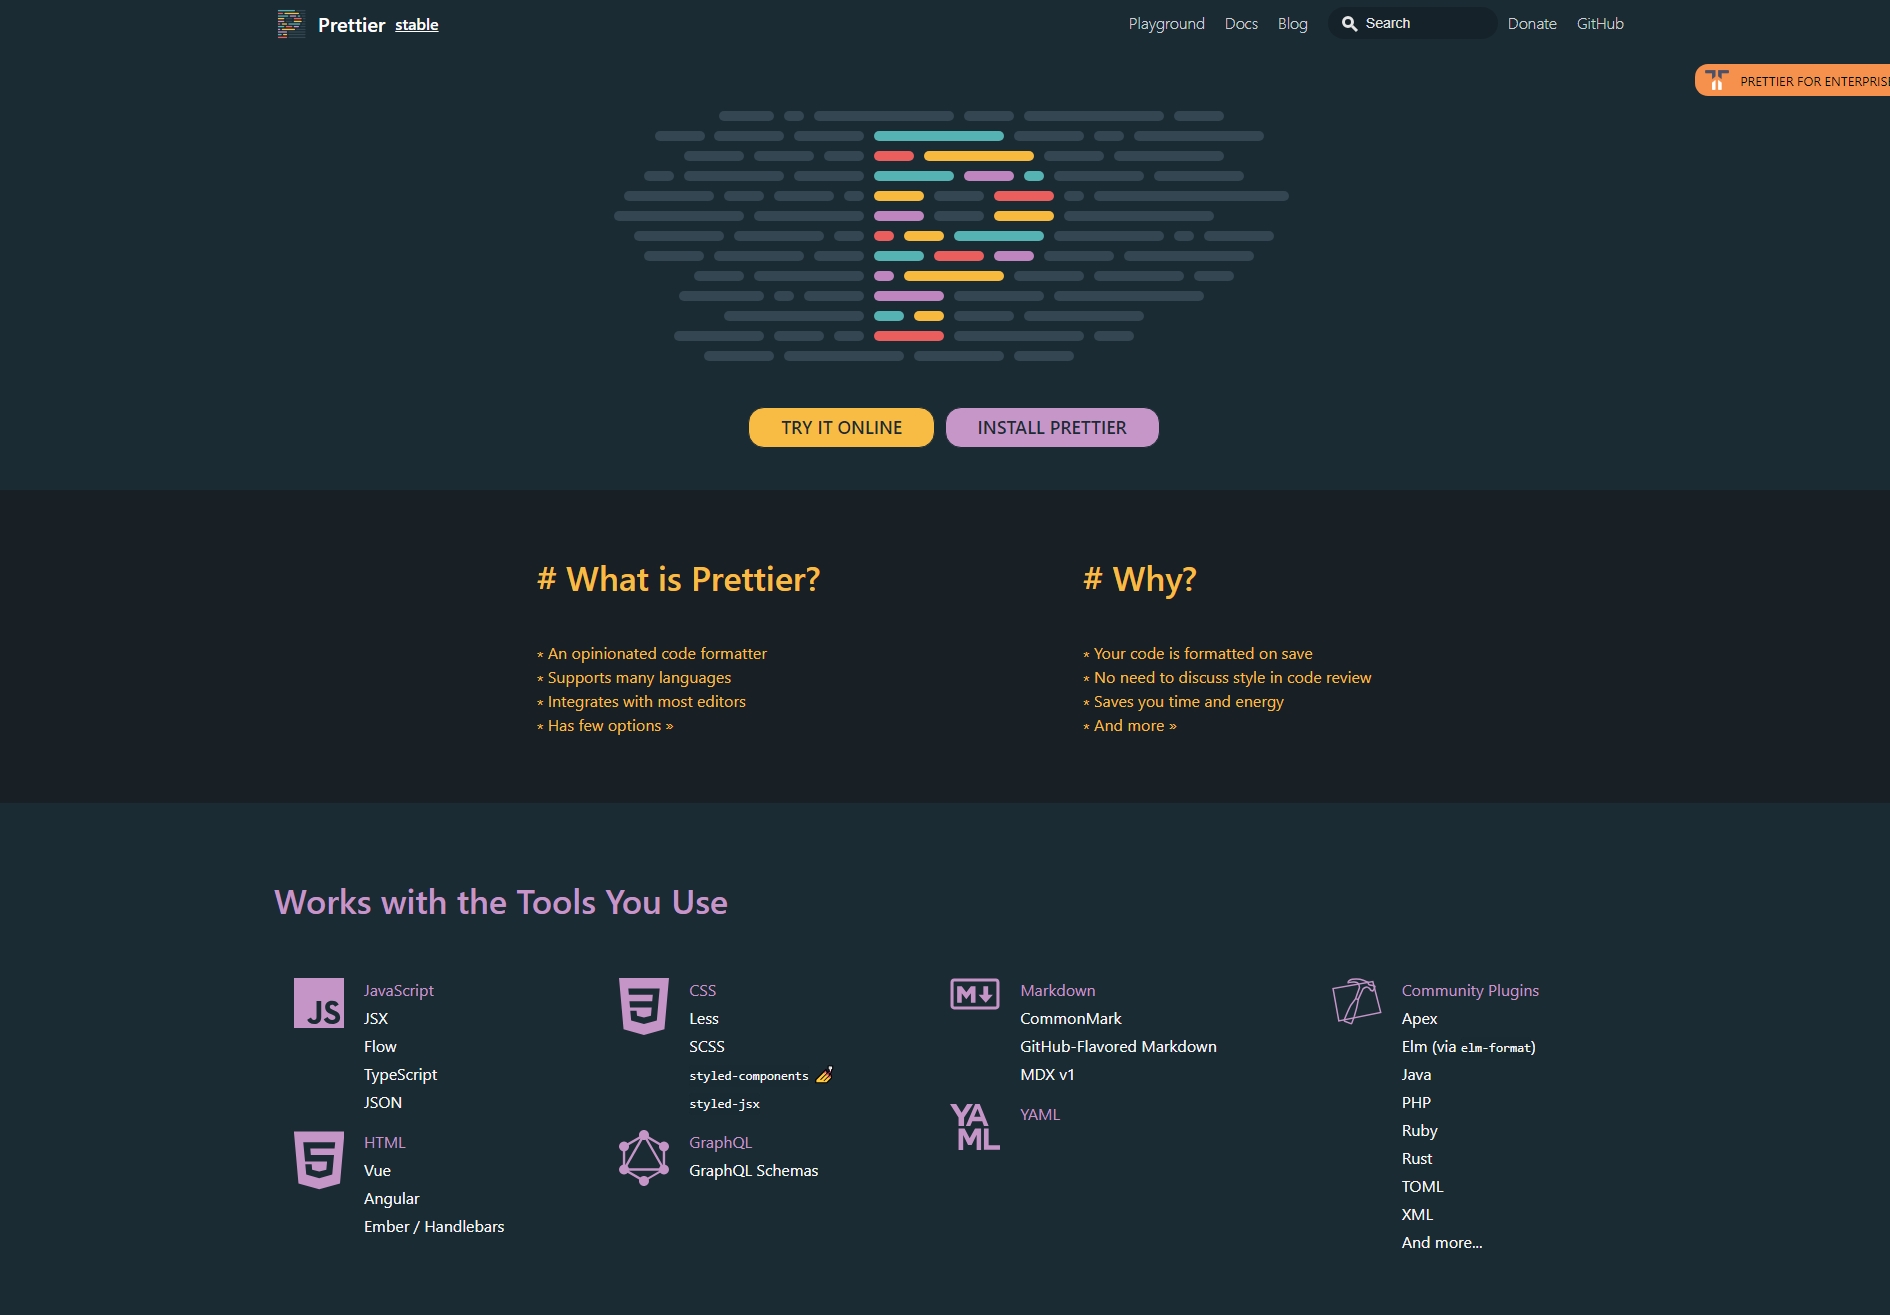 Prettier stable
Playground Docs Blog Search Donate GitHub
PRETTIER FOR ENTERPRIS
TRY IT ONLINE
INSTALL PRETTIER
# What is Prettier?
* An opinionated code formatter
* Supports many languages
* Integrates with most editors
* Has few options »
# Why?
* Your code is formatted on save
* No need to discuss style in code review
* Saves you time and energy
* And more »
Works with the Tools You Use
JS
JavaScript
JSX
Flow
TypeScript
JSON
HTML
Vue
Angular
Ember / Handlebars
CSS
Less
SCSS
styled-components 💅
styled-jsx
GraphQL
GraphQL Schemas
M
Markdown
CommonMark
GitHub-Flavored Markdown
MDX v1
YA
ML
YAML
Community Plugins
Apex
Elm (via elm-format)
Java
PHP
Ruby
Rust
TOML
XML
And more...